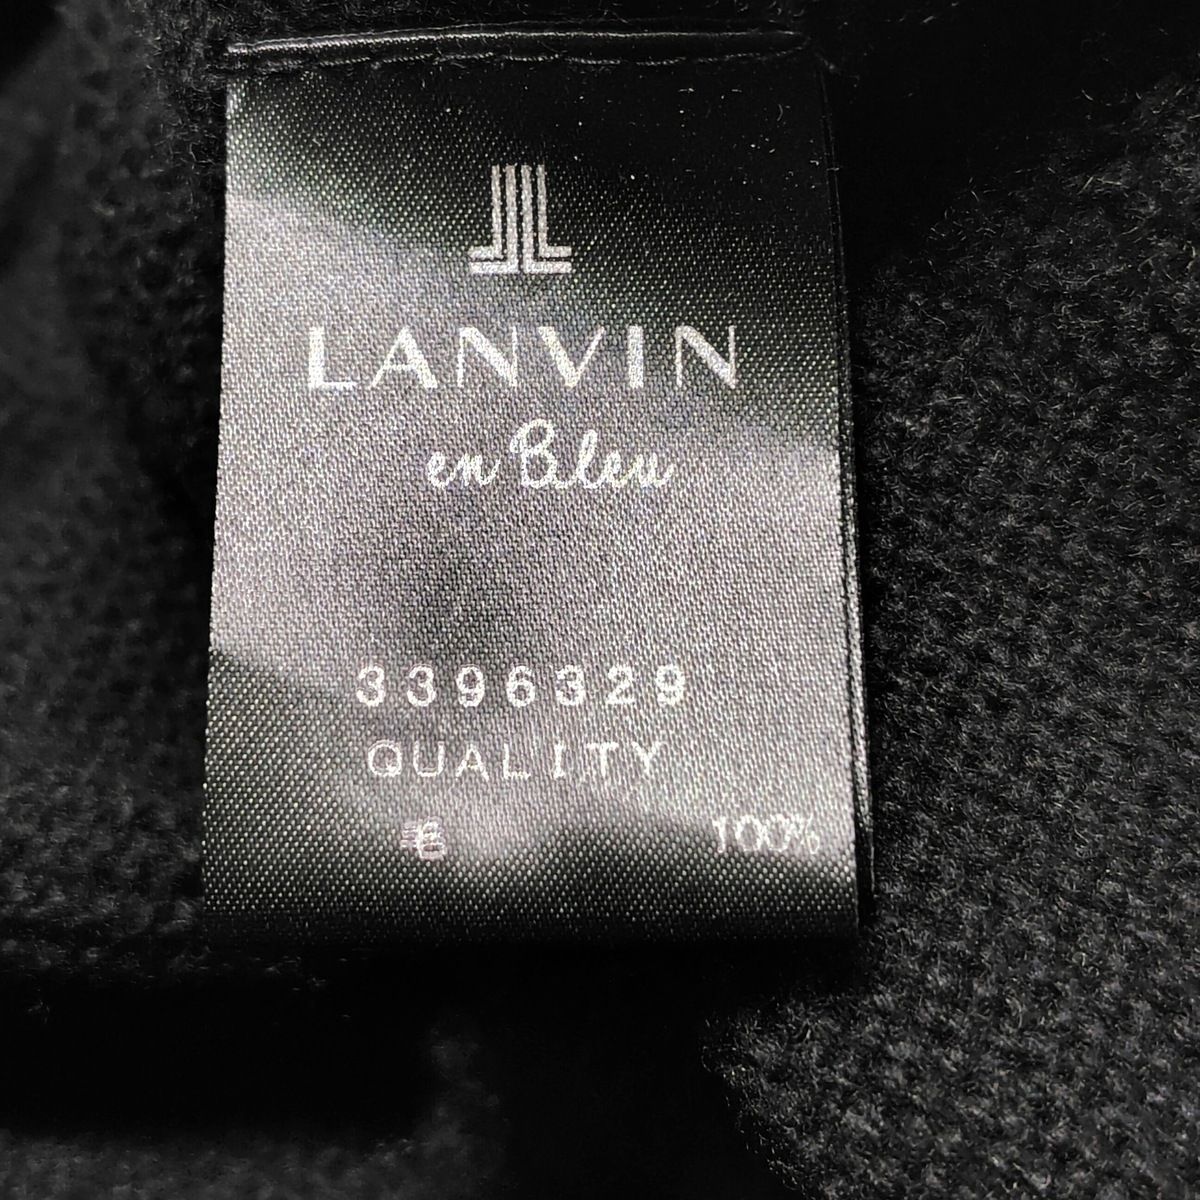 LANVIN
en Bleu
3396329
QUALITY
毛 100%